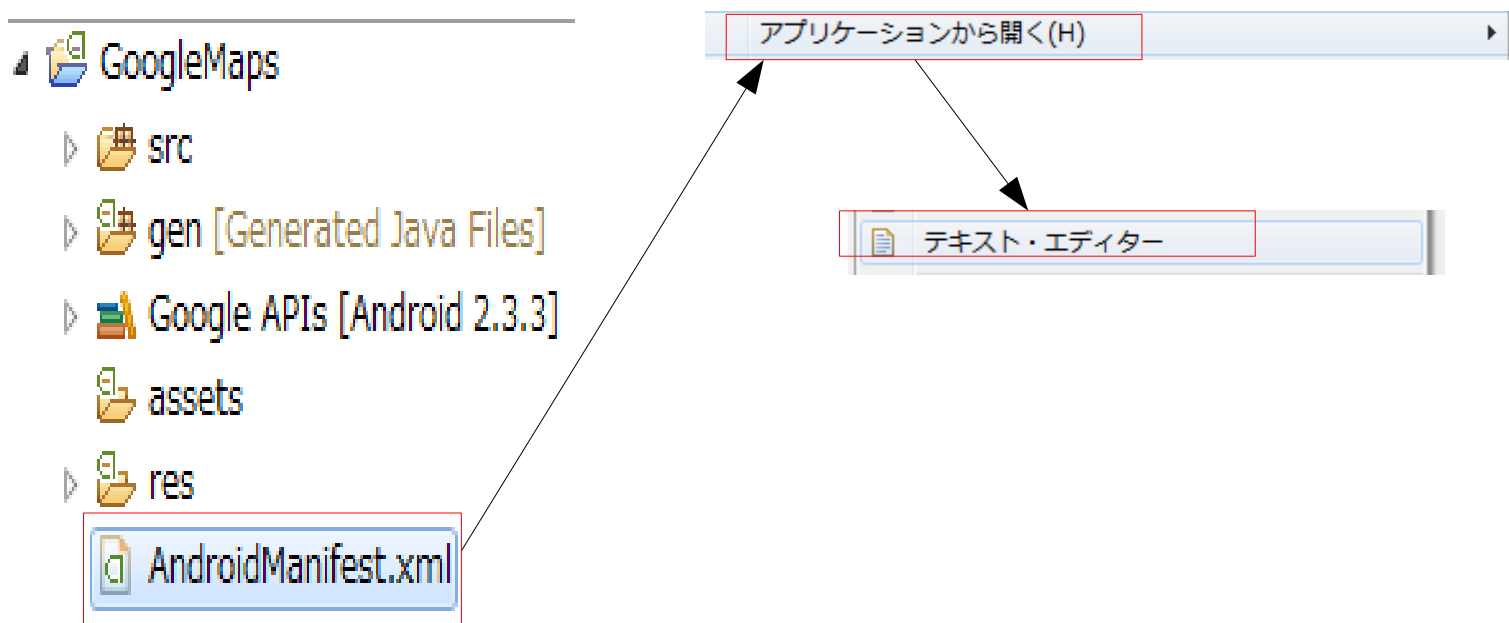 GoogleMaps
src
gen [Generated Java Files]
Google APIs [Android 2.3.3]
assets
res
AndroidManifest.xml
アプリケーションから開く(H)
テキスト・エディター